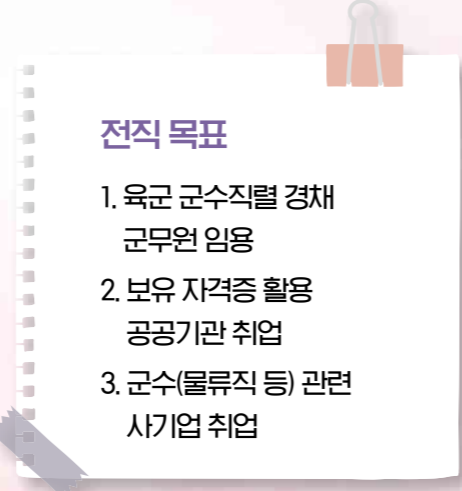 전직 목표
1. 육군 군수직렬 경채
군무원 임용
2. 보유 자격증 활용
공공기관 취업
3. 군수(물류직 등) 관련
사기업 취업